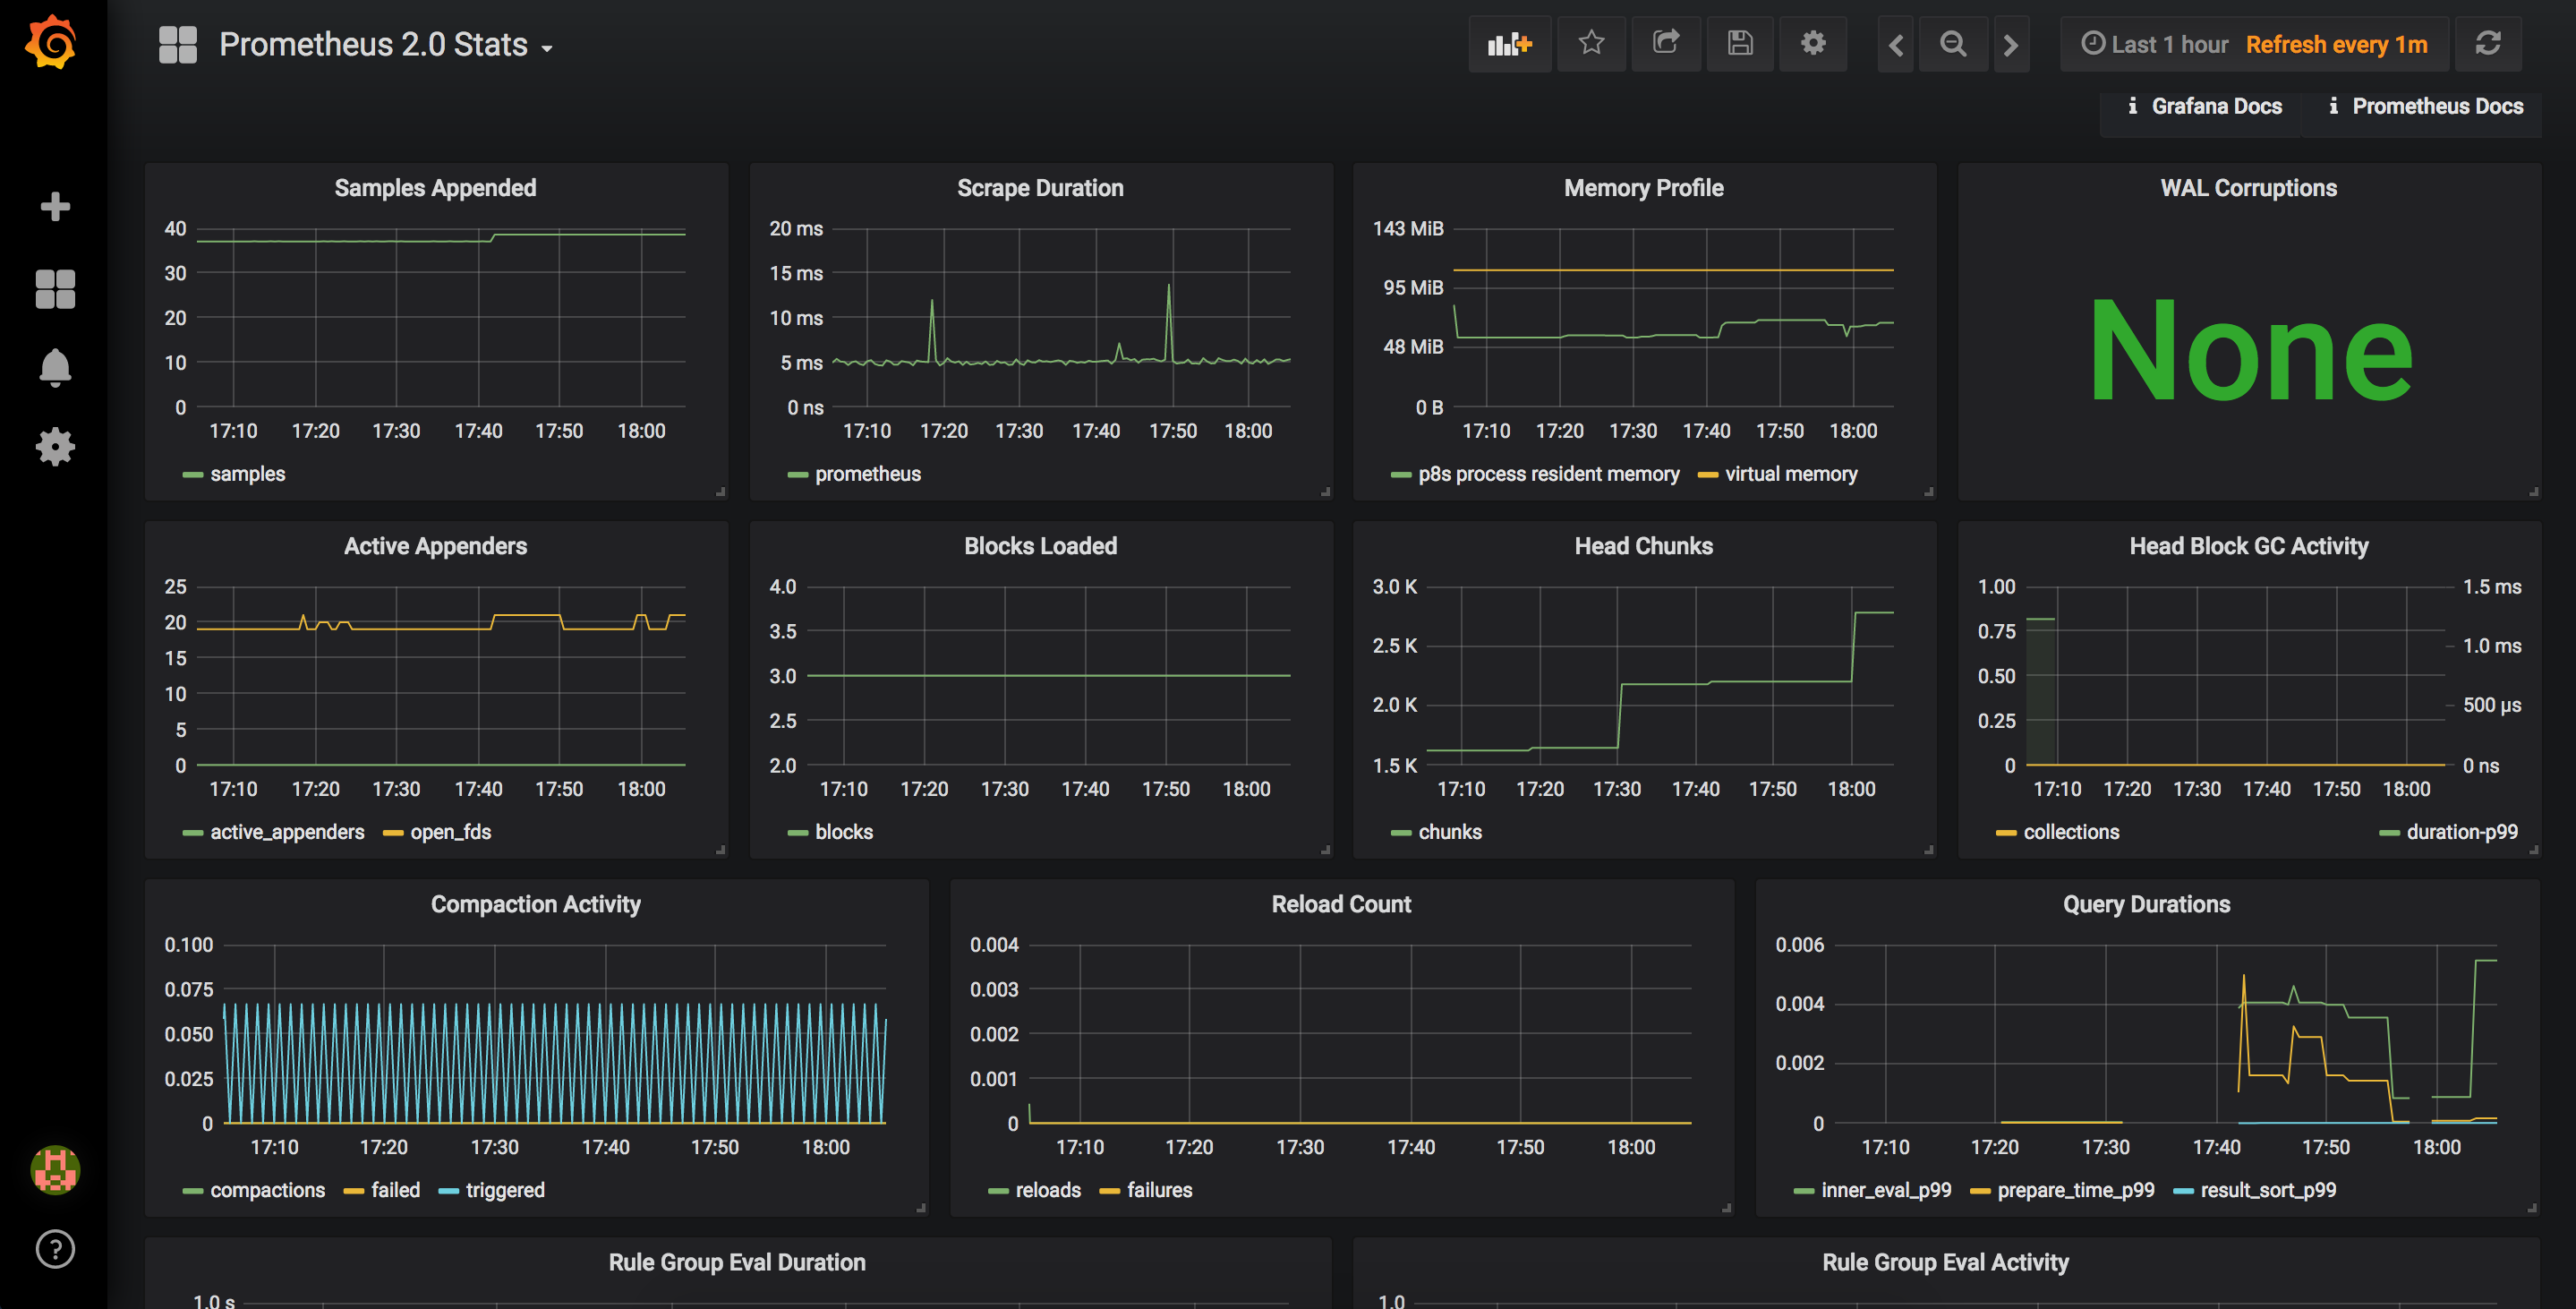 Prometheus 2.0 Stats
Last 1 hour Refresh every 1m
i Grafana Docs i Prometheus Docs
Samples Appended
40
30
20
10
0
17:10 17:20 17:30 17:40 17:50 18:00
samples
Scrape Duration
20 ms
15 ms
10 ms
5 ms
0 ns
17:10 17:20 17:30 17:40 17:50 18:00
prometheus
Memory Profile
143 MiB
95 MiB
48 MiB
0 B
17:10 17:20 17:30 17:40 17:50 18:00
p8s process resident memory virtual memory
WAL Corruptions
None
Active Appenders
25
20
15
10
5
0
17:10 17:20 17:30 17:40 17:50 18:00
active_appenders open_fds
Blocks Loaded
4.0
3.5
3.0
2.5
2.0
17:10 17:20 17:30 17:40 17:50 18:00
blocks
Head Chunks
3.0 K
2.5 K
2.0 K
1.5 K
17:10 17:20 17:30 17:40 17:50 18:00
chunks
Head Block GC Activity
1.00 1.5 ms
0.75
1.0 ms
0.50
500 µs
0.25
0 0 ns
17:10 17:20 17:30 17:40 17:50 18:00
collections duration-p99
Compaction Activity
0.100
0.075
0.050
0.025
0
17:10 17:20 17:30 17:40 17:50 18:00
compactions failed triggered
Reload Count
0.004
0.003
0.002
0.001
0
17:10 17:20 17:30 17:40 17:50 18:00
reloads failures
Query Durations
0.006
0.004
0.002
0
17:10 17:20 17:30 17:40 17:50 18:00
inner_eval_p99 prepare_time_p99 result_sort_p99
Rule Group Eval Duration
1.0 s
Rule Group Eval Activity
1.0